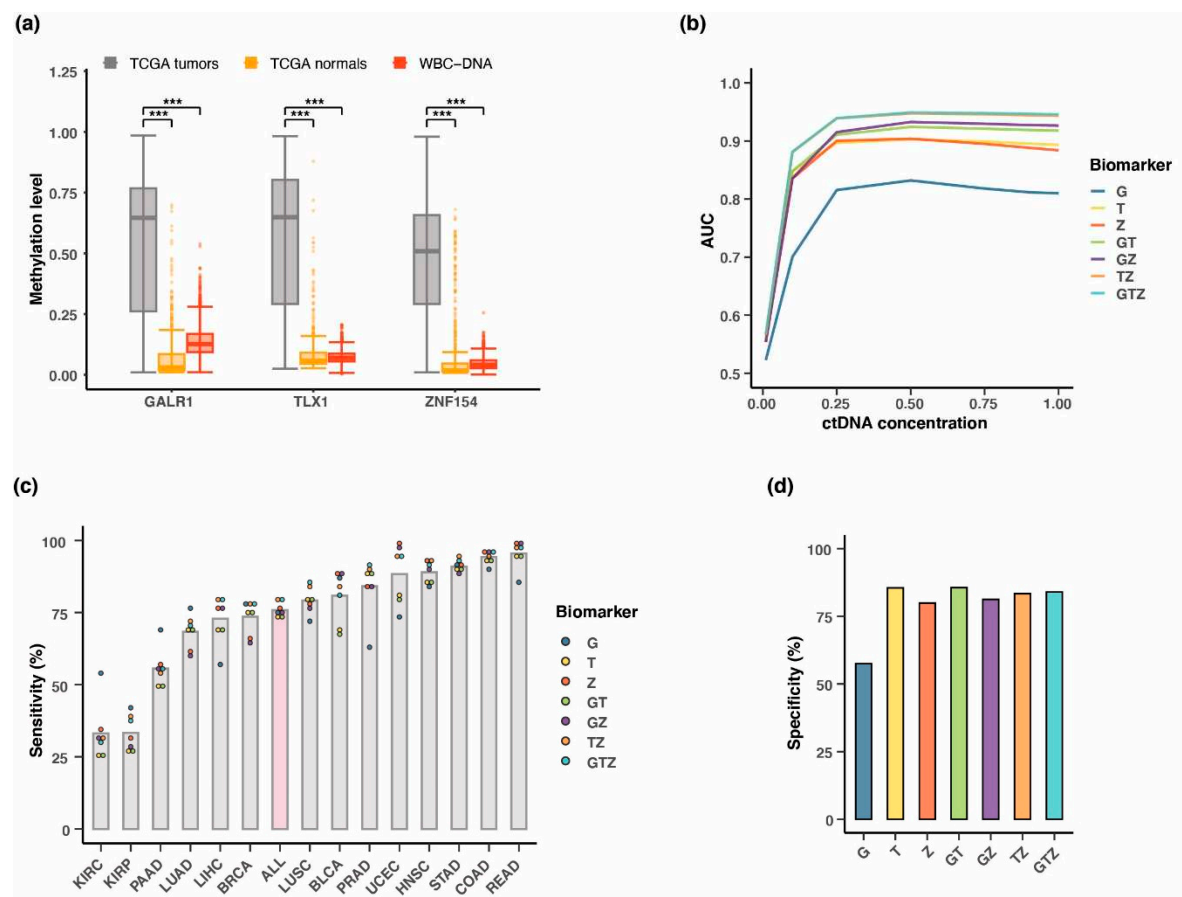 (a)
TCGA tumors TCGA normals WBC-DNA
Methylation level
1.25
1.00
0.75
0.50
0.25
0.00
*** *** ***
*** *** ***
GALR1 TLX1 ZNF154
(b)
AUC
1.0
0.9
0.8
0.7
0.6
0.5
0.00 0.25 0.50 0.75 1.00
ctDNA concentration
Biomarker
G
T
Z
GT
GZ
TZ
GTZ
(c)
Sensitivity (%)
100
75
50
25
0
KIRC KIRP PAAD LUAD LIHC BRCA ALL LUSC BLCA PRAD UCEC HNSC STAD COAD READ
Biomarker
G
T
Z
GT
GZ
TZ
GTZ
(d)
Specificity (%)
100
75
50
25
0
G T Z GT GZ TZ GTZ